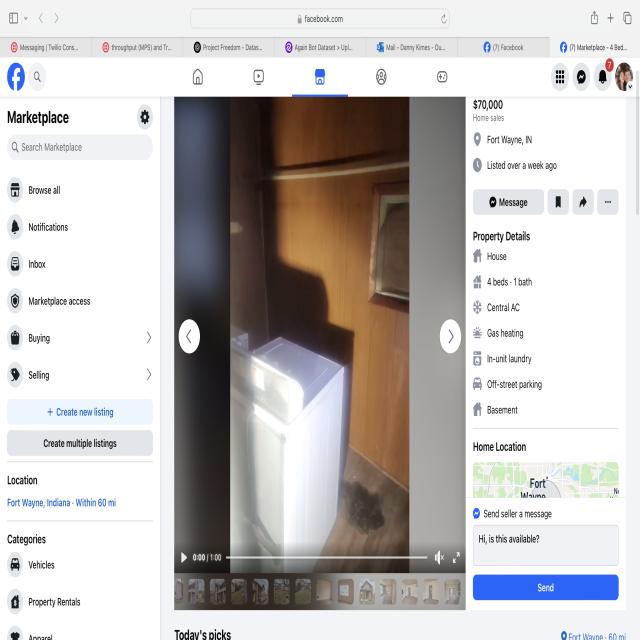 facebook.com
Messaging | Twilio Cons...
throughput (MPS) and Tr...
Project Freedom - Datas...
Again Bot Dataset > Upl...
Mail - Danny Kimes - Ou...
(7) Facebook
(7) Marketplace - 4 Bed...
7
Marketplace
Search Marketplace
Browse all
Notifications
Inbox
Marketplace access
Buying
Selling
+ Create new listing
Create multiple listings
Location
Fort Wayne, Indiana · Within 60 mi
Categories
Vehicles
Property Rentals
Apparel
0:00 / 1:00
Today's picks
$70,000
Home sales
Fort Wayne, IN
Listed over a week ago
Message
Property Details
House
4 beds · 1 bath
Central AC
Gas heating
In-unit laundry
Off-street parking
Basement
Home Location
Fort
Wayne
Send seller a message
Hi, is this available?
Send
Fort Wayne · 60 mi